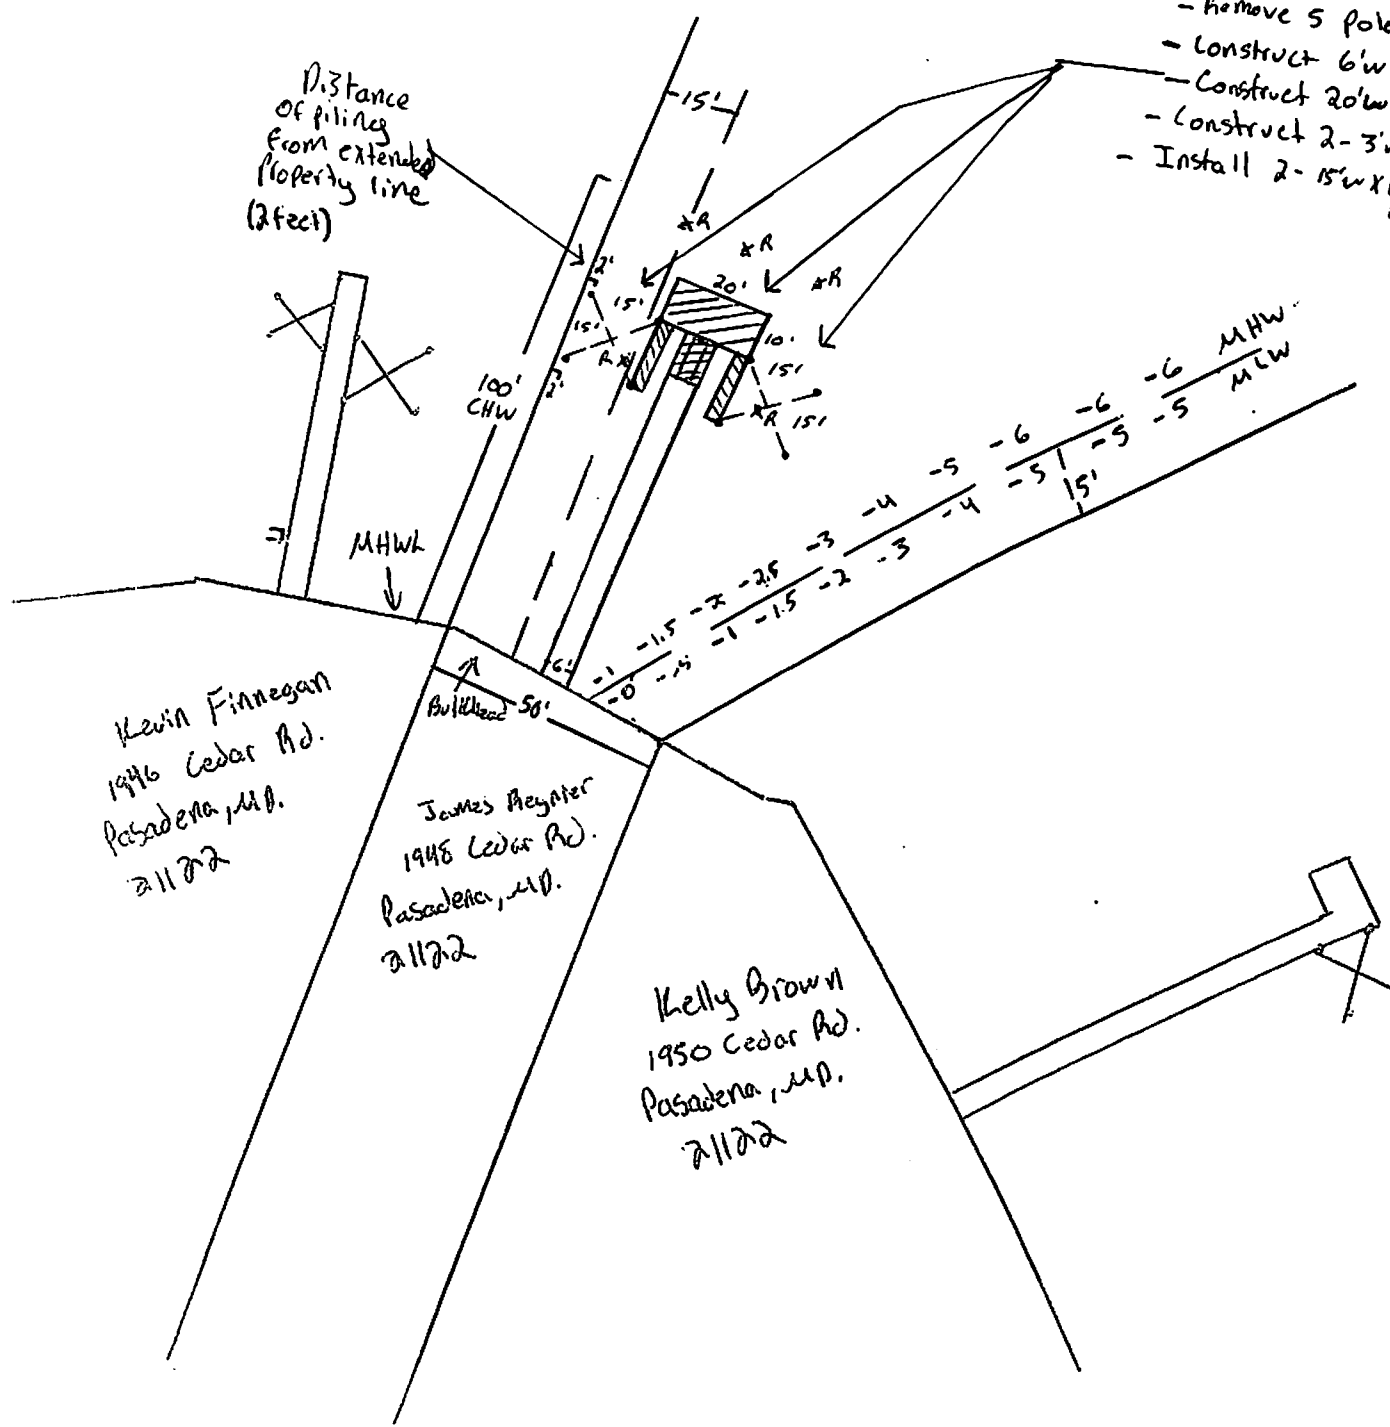 - Remove 5 Pole
- Construct 6'w
- Construct 20'w
- Construct 2-3'
- Install 2-15'w x
Distance
of piling
from extended
Property line
(2 feet)
15'
*R
*R
*R
2'
15'
15'
2'
R
20'
10'
15'
*R
15'
100'
CHW
MHWL
-1 -1.5 -2 -2.5 -3 -4 -5 -6 -6 -6 MHW
-0 -.5 -1 -1.5 -2 -3 -4 -5 -5 -5 MLW
15'
6'
Bulkhead 50'
Kevin Finnegan
1946 Cedar Rd.
Pasadena, MD.
21122
James Reynier
1948 Cedar Rd.
Pasadena, MD.
21122
Kelly Brown
1950 Cedar Rd.
Pasadena, MD.
21122